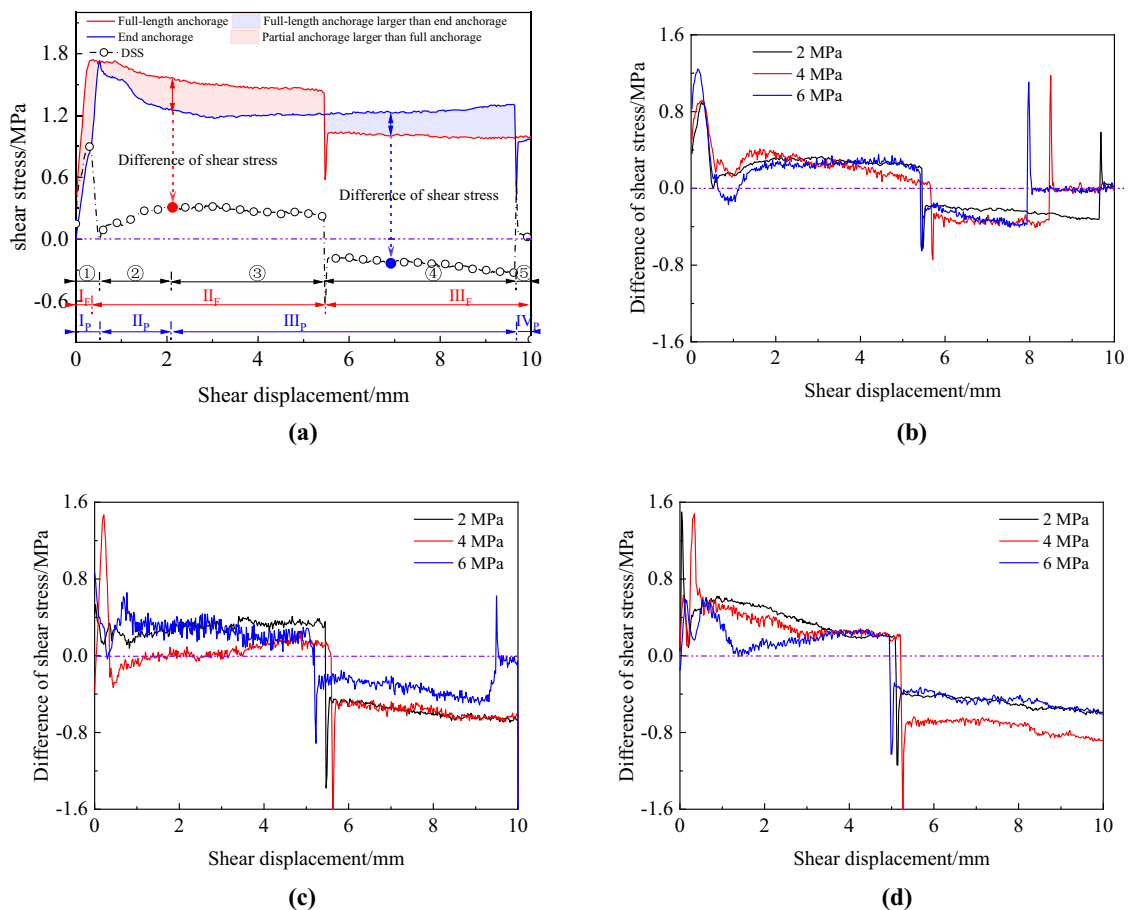 Full-length anchorage
Full-length anchorage larger than end anchorage
End anchorage
Partial anchorage larger than full anchorage
DSS
shear stress/MPa
1.8
1.2
0.6
0.0
-0.6
Difference of shear stress
Difference of shear stress
① ② ③ ④ ⑤
I_F II_F III_F
I_P II_P III_P IV_P
0 2 4 6 8 10
Shear displacement/mm
(a)
Difference of shear stress/MPa
1.6
0.8
0.0
-0.8
-1.6
2 MPa
4 MPa
6 MPa
0 2 4 6 8 10
Shear displacement/mm
(b)
Difference of shear stress/MPa
1.6
0.8
0.0
-0.8
-1.6
2 MPa
4 MPa
6 MPa
0 2 4 6 8 10
Shear displacement/mm
(c)
Difference of shear stress/MPa
1.6
0.8
0.0
-0.8
-1.6
2 MPa
4 MPa
6 MPa
0 2 4 6 8 10
Shear displacement/mm
(d)